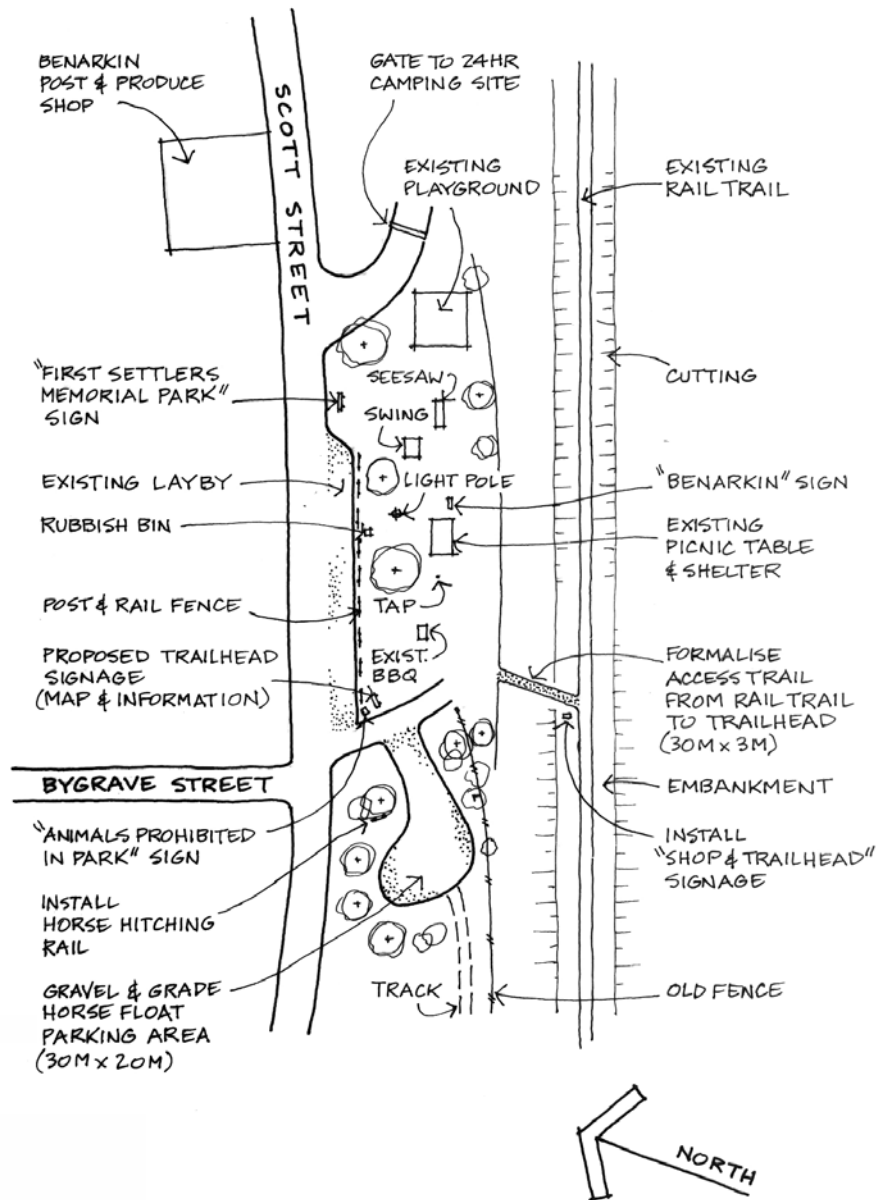 BENARKIN
POST & PRODUCE
SHOP
SCOTT STREET
GATE TO 24HR
CAMPING SITE
EXISTING
PLAYGROUND
EXISTING
RAIL TRAIL
"FIRST SETTLERS
MEMORIAL PARK"
SIGN
SEESAW
SWING
CUTTING
EXISTING LAYBY
LIGHT POLE
"BENARKIN" SIGN
RUBBISH BIN
EXISTING
PICNIC TABLE
& SHELTER
POST & RAIL FENCE
TAP
PROPOSED TRAILHEAD
SIGNAGE
(MAP & INFORMATION)
EXIST.
BBQ
FORMALISE
ACCESS TRAIL
FROM RAIL TRAIL
TO TRAILHEAD
(30M x 3M)
BYGRAVE STREET
EMBANKMENT
"ANIMALS PROHIBITED
IN PARK" SIGN
INSTALL
"SHOP & TRAILHEAD"
SIGNAGE
INSTALL
HORSE HITCHING
RAIL
GRAVEL & GRADE
HORSE FLOAT
PARKING AREA
(30M x 20M)
TRACK
OLD FENCE
NORTH